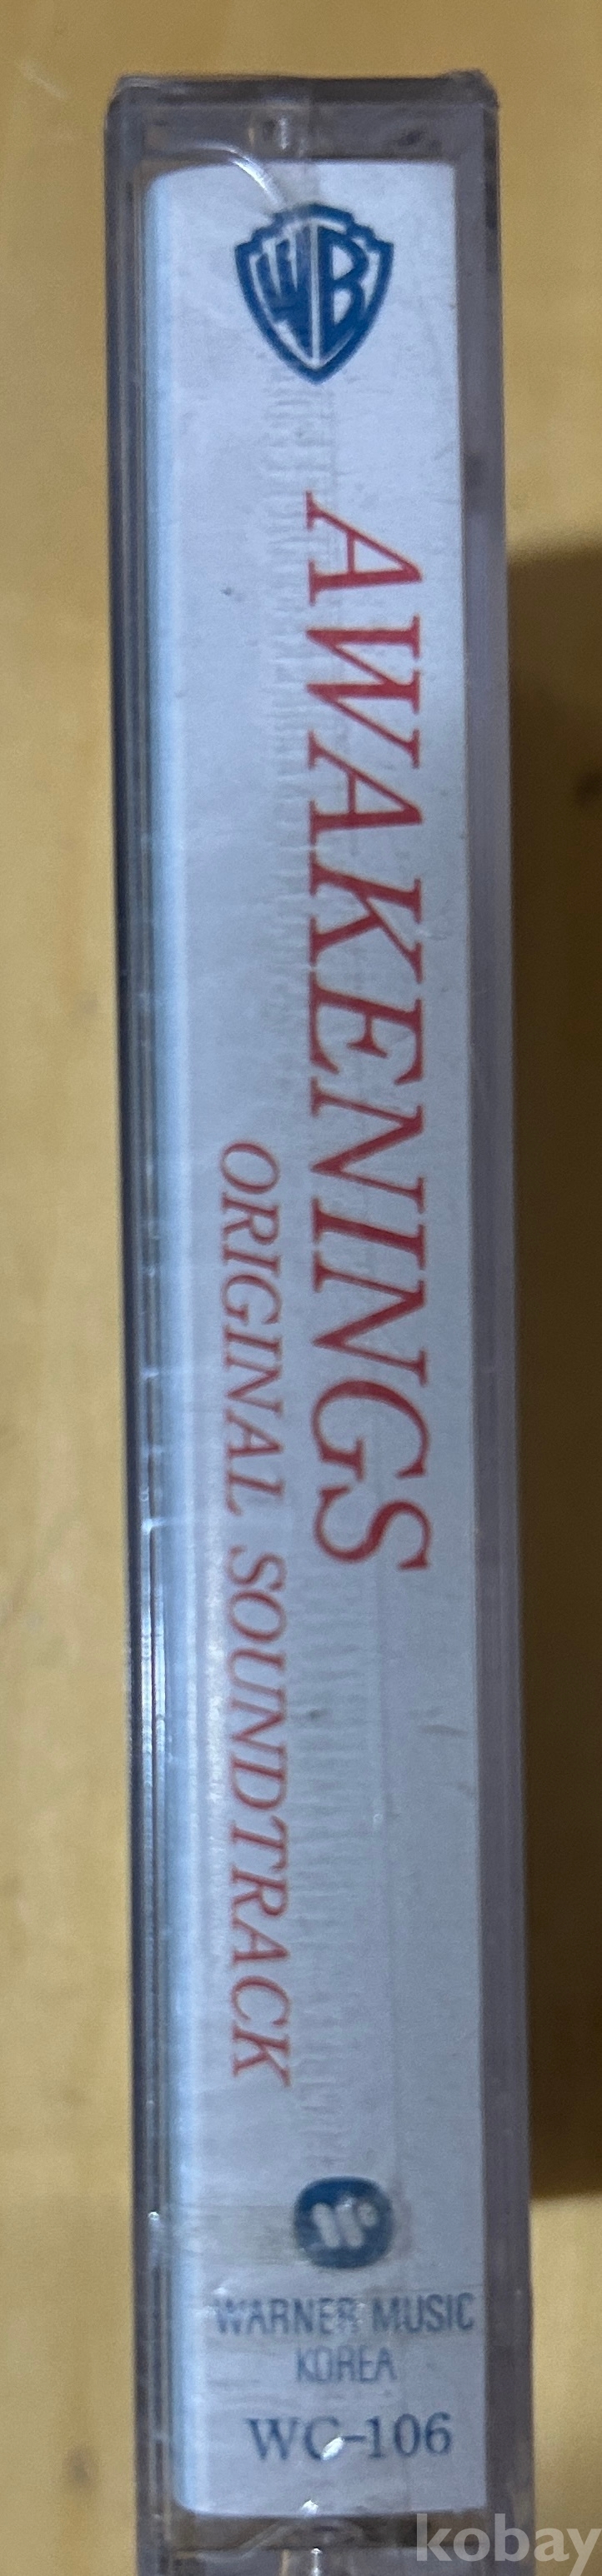 WB
AWAKENINGS
ORIGINAL SOUNDTRACK
WARNER MUSIC
KOREA
WC-106
kobay